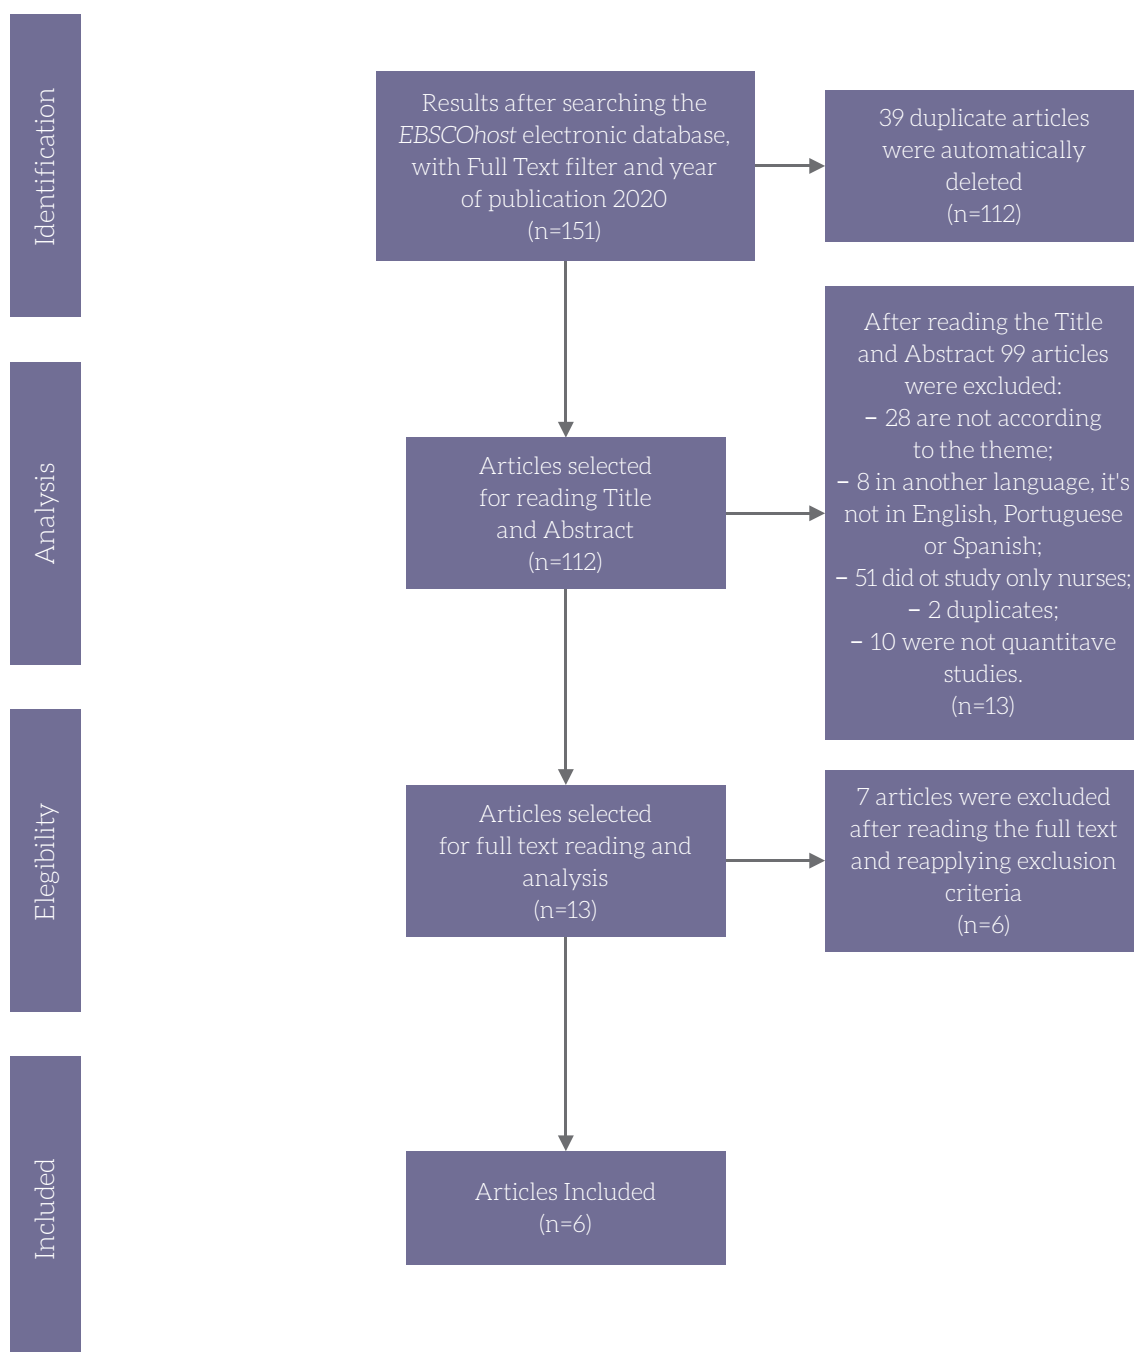 Identification
Results after searching the
EBSCOhost electronic database,
with Full Text filter and year
of publication 2020
(n=151)
39 duplicate articles
were automatically
deleted
(n=112)
Analysis
Articles selected
for reading Title
and Abstract
(n=112)
After reading the Title
and Abstract 99 articles
were excluded:
– 28 are not according
to the theme;
– 8 in another language, it's
not in English, Portuguese
or Spanish;
– 51 did ot study only nurses;
– 2 duplicates;
– 10 were not quantitave
studies.
(n=13)
Elegibility
Articles selected
for full text reading and
analysis
(n=13)
7 articles were excluded
after reading the full text
and reapplying exclusion
criteria
(n=6)
Included
Articles Included
(n=6)